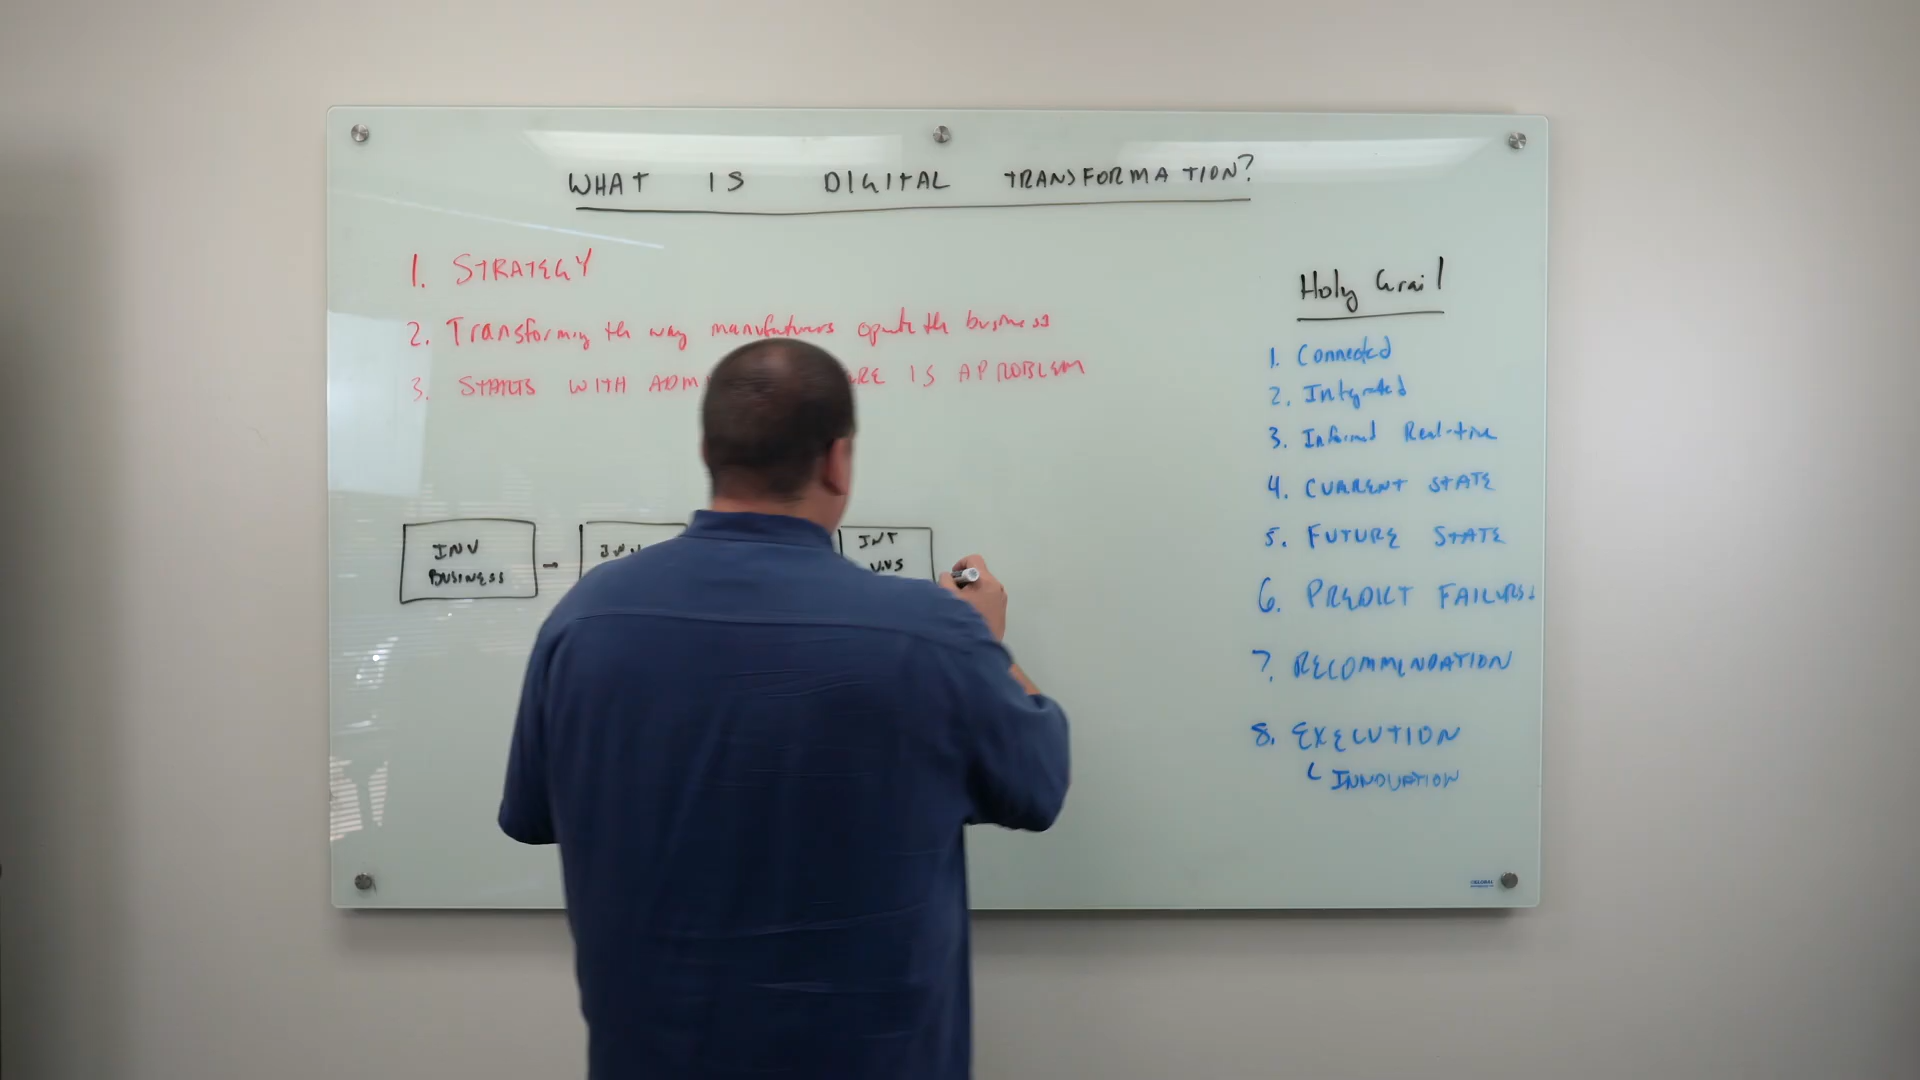 WHAT IS DIGITAL TRANSFORMATION?
1. STRATEGY
2. Transforming the way manufacturers operate the business
3. STARTS WITH ADM
IS A PROBLEM
INV
BUSINESS
INT
Holy Grail
1. Connected
2. Integrated
3. Informed Real-time
4. CURRENT STATE
5. FUTURE STATE
6. PREDICT FAILURES
7. RECOMMENDATION
8. EXECUTION
INNOVATION